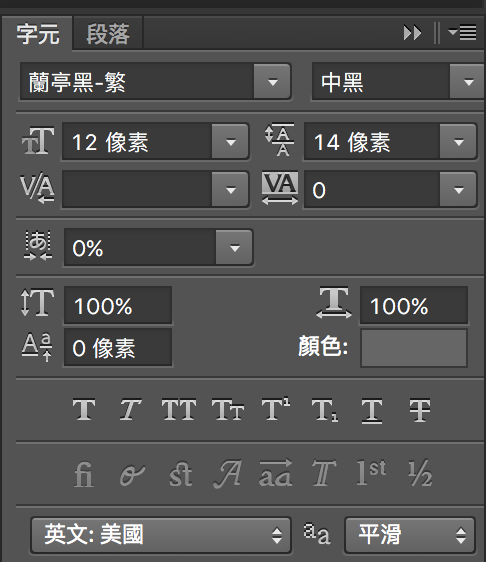 字元 段落
蘭亭黑-繁 中黑
12 像素 14 像素
0
0%
100% 100%
0 像素 顏色:
T T TT Tт T¹ T₁ T T
fi st A aa T 1st ½
英文: 美國 aa 平滑